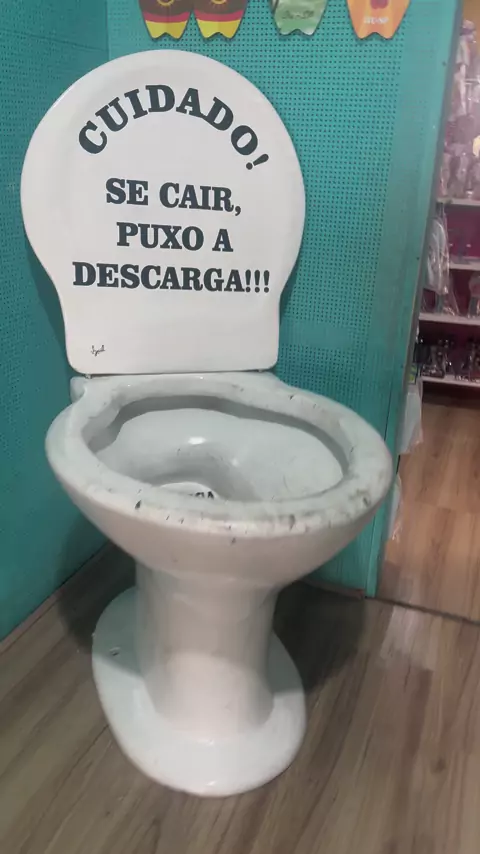 CUIDADO!
SE CAIR,
PUXO A
DESCARGA!!!